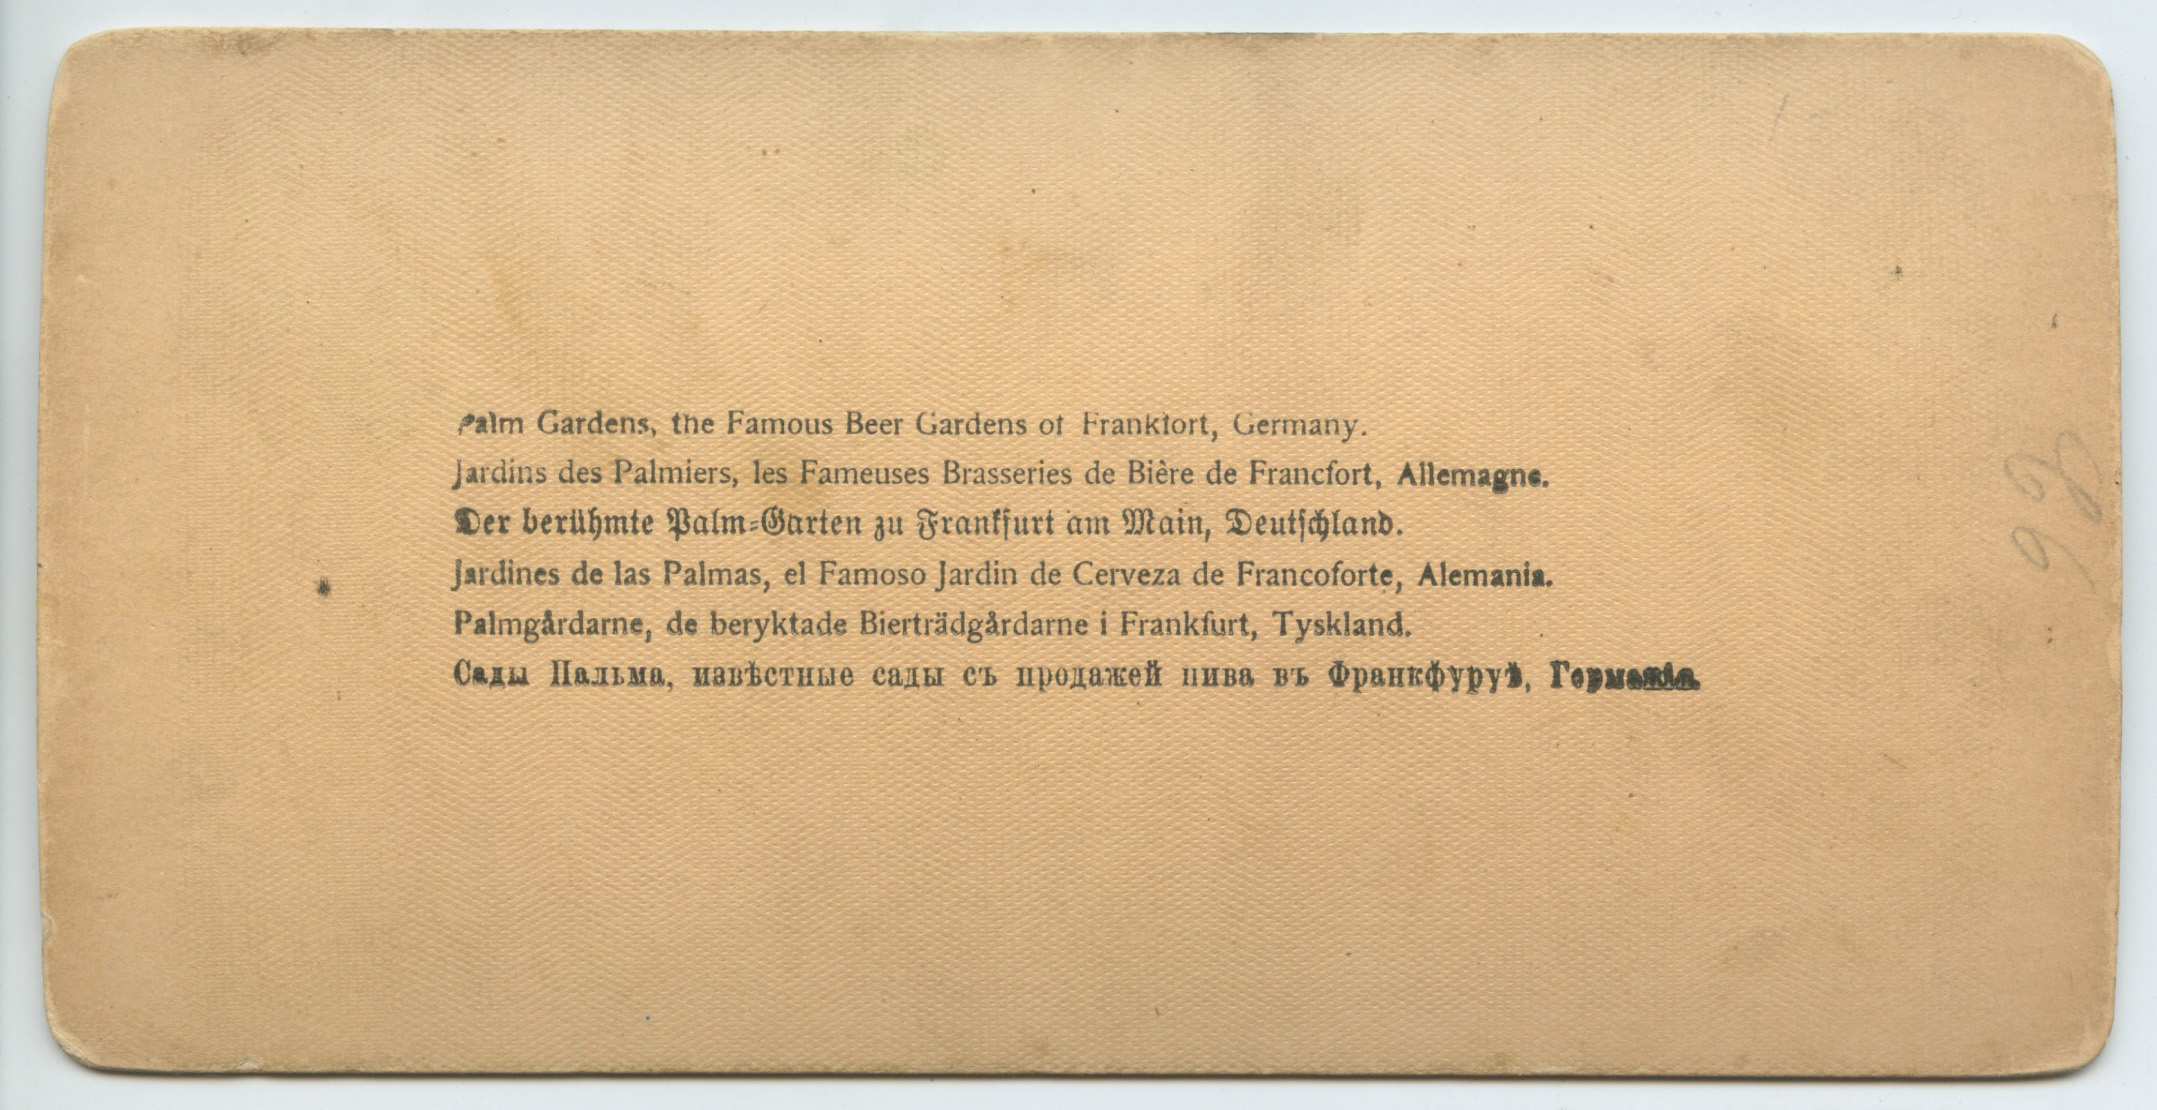 Palm Gardens, the Famous Beer Gardens of Frankfort, Germany.
Jardins des Palmiers, les Fameuses Brasseries de Bière de Francfort, Allemagne.
Der berühmte Palm-Garten zu Frankfurt am Main, Deutschland.
Jardines de las Palmas, el Famoso Jardin de Cerveza de Francoforte, Alemania.
Palmgårdarne, de beryktade Bierträdgårdarne i Frankfurt, Tyskland.
Сады Пальма, извѣстные сады съ продажей пива въ Франкфуруѣ, Германія.
98